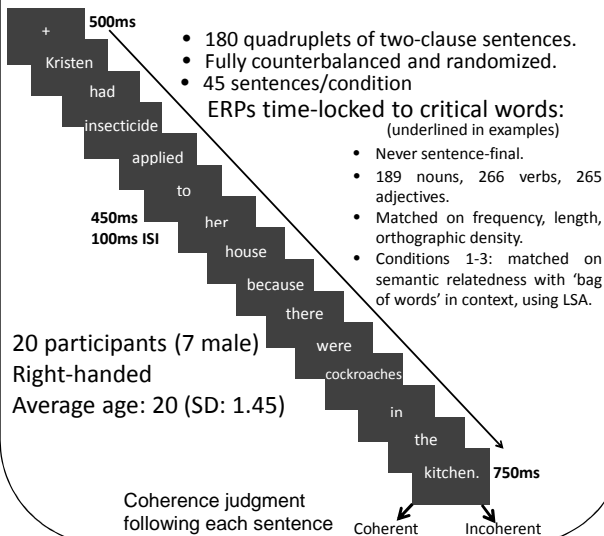 +
500ms
Kristen
had
insecticide
applied
to
450ms
100ms ISI
her
house
because
there
were
cockroaches
in
the
kitchen.
750ms
• 180 quadruplets of two-clause sentences.
• Fully counterbalanced and randomized.
• 45 sentences/condition
ERPs time-locked to critical words:
(underlined in examples)
• Never sentence-final.
• 189 nouns, 266 verbs, 265
adjectives.
• Matched on frequency, length,
orthographic density.
• Conditions 1-3: matched on
semantic relatedness with ‘bag
of words’ in context, using LSA.
20 participants (7 male)
Right-handed
Average age: 20 (SD: 1.45)
Coherence judgment
following each sentence
Coherent
Incoherent